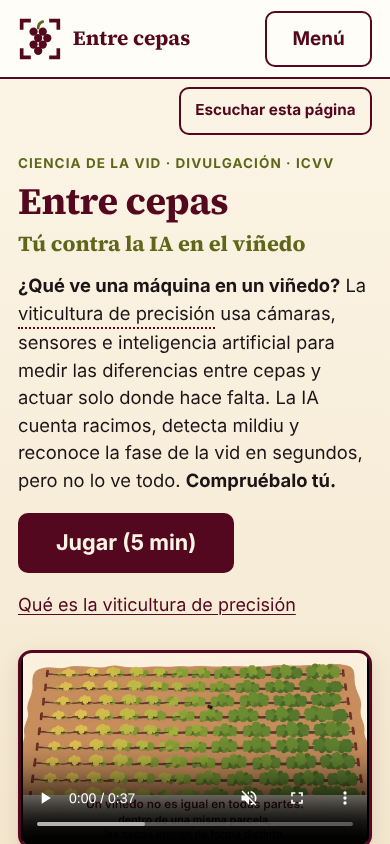 Entre cepas
Menú
Escuchar esta página
CIENCIA DE LA VID · DIVULGACIÓN · ICVV
Entre cepas
Tú contra la IA en el viñedo
¿Qué ve una máquina en un viñedo? La
viticultura de precisión usa cámaras,
sensores e inteligencia artificial para
medir las diferencias entre cepas y
actuar solo donde hace falta. La IA
cuenta racimos, detecta mildiu y
reconoce la fase de la vid en segundos,
pero no lo ve todo. Compruébalo tú.
Jugar (5 min)
Qué es la viticultura de precisión
0:00 / 0:37
Un viñedo no es igual en todas partes:
dentro de una misma parcela,